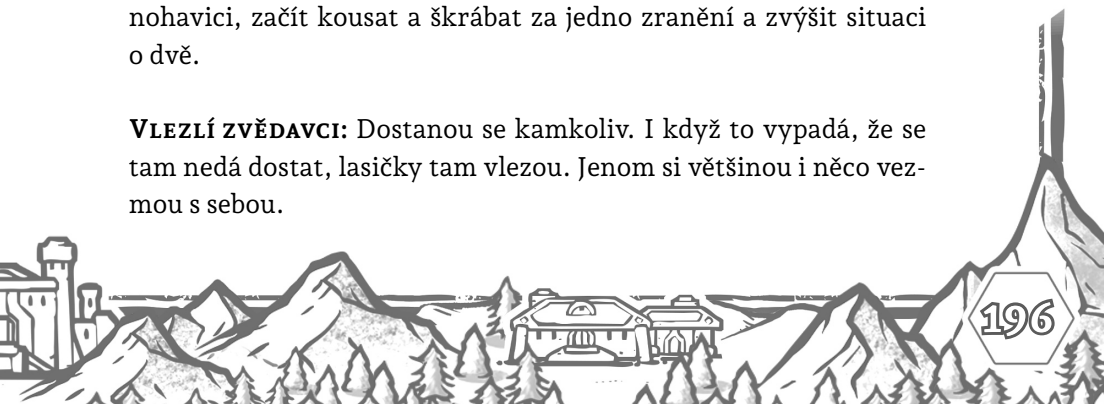 nohavici, začít kousat a škrábat za jedno zranění a zvýšit situaci
o dvě.
Vlezlí zvědavci: Dostanou se kamkoliv. I když to vypadá, že se
tam nedá dostat, lasičky tam vlezou. Jenom si většinou i něco vez-
mou s sebou.
196